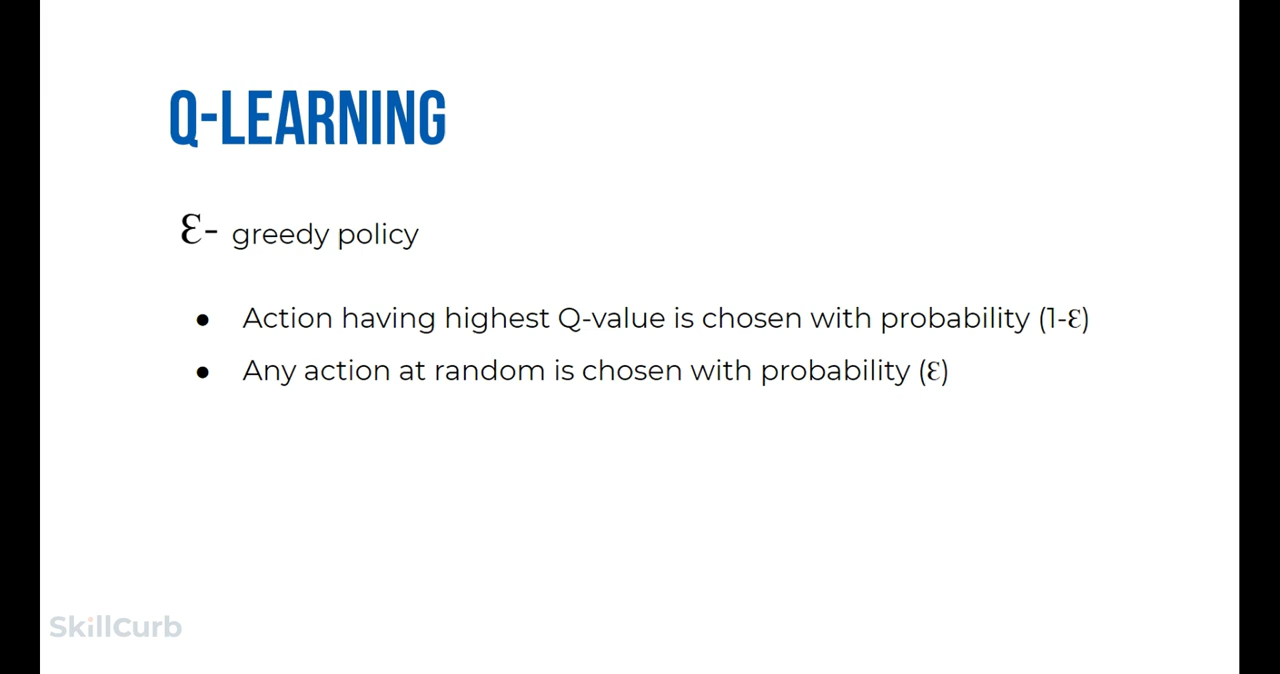 Q-LEARNING
Ɛ- greedy policy
● Action having highest Q-value is chosen with probability (1-Ɛ)
● Any action at random is chosen with probability (Ɛ)
SkillCurb